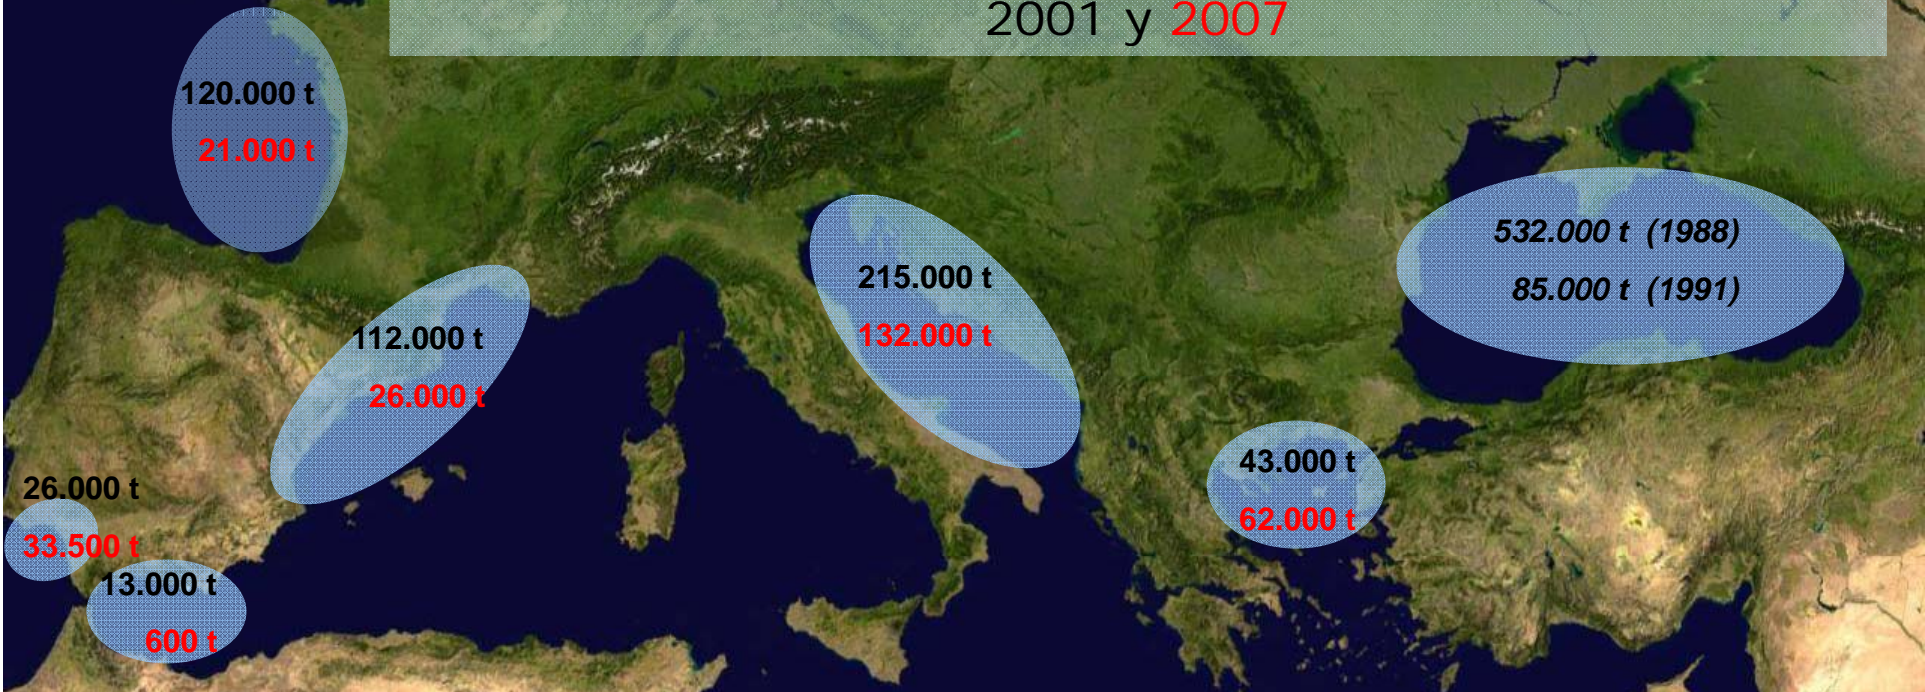 2001 y 2007
120.000 t
21.000 t
532.000 t (1988)
85.000 t (1991)
215.000 t
132.000 t
112.000 t
26.000 t
43.000 t
62.000 t
26.000 t
33.500 t
13.000 t
600 t